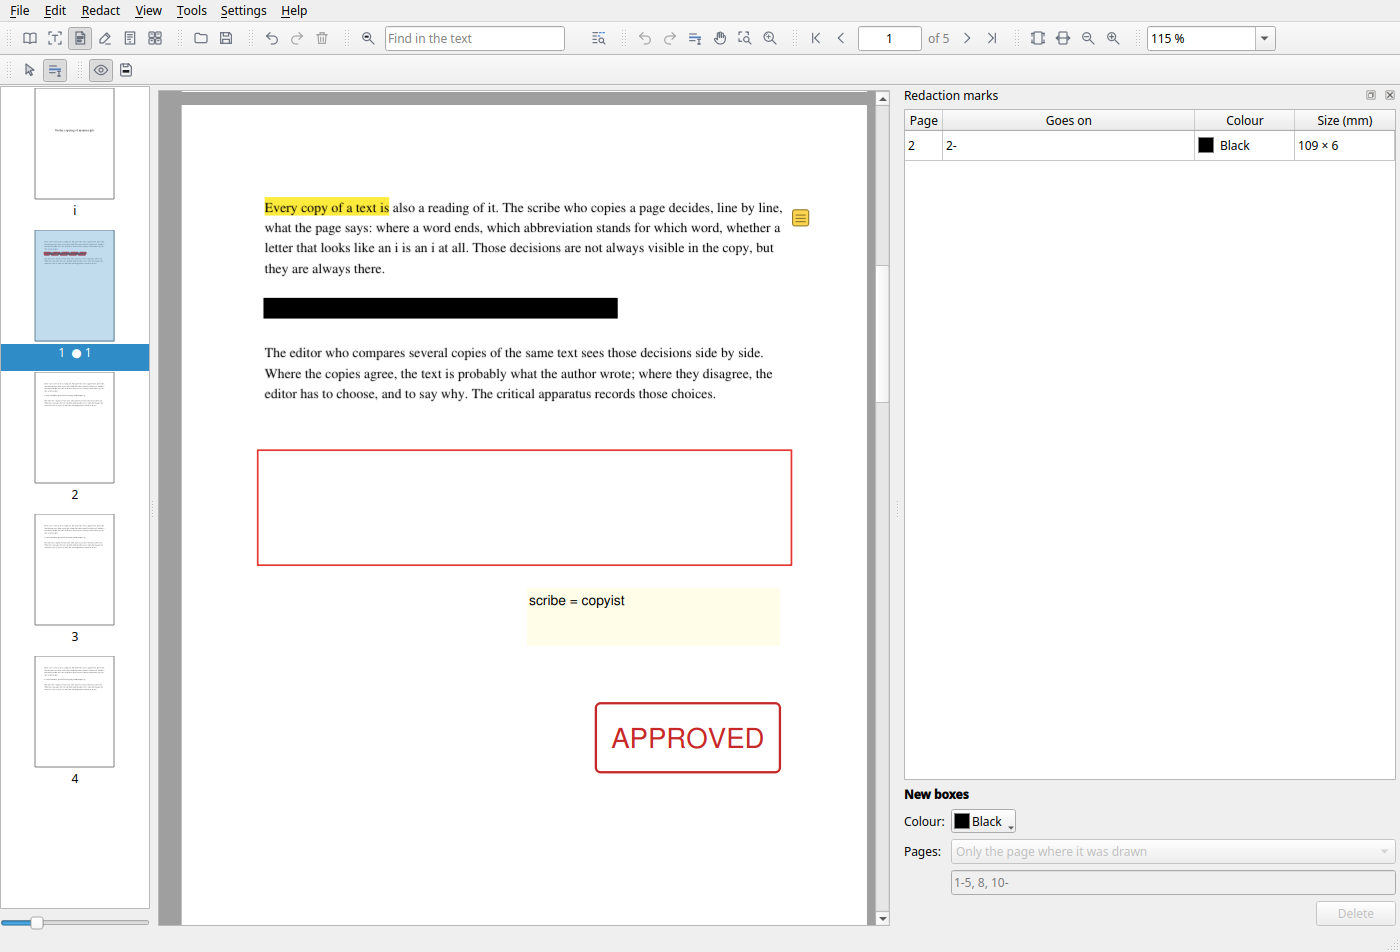 File Edit Redact Tools Settings Help
Find in the text
1 of 5
115 %
Redaction marks
Page Goes on Colour Size (mm)
2 2- Black 109 × 6
i
1 1
2
3
4
Every copy of a text is also a reading of it. The scribe who copies a page decides, line by line,
what the page says: where a word ends, which abbreviation stands for which word, whether a
letter that looks like an i is an i at all. Those decisions are not always visible in the copy, but
they are always there.
The editor who compares several copies of the same text sees those decisions side by side.
Where the copies agree, the text is probably what the author wrote; where they disagree, the
editor has to choose, and to say why. The critical apparatus records those choices.
scribe = copyist
APPROVED
New boxes
Colour: Black
Pages: Only the page where it was drawn
1-5, 8, 10-
Delete